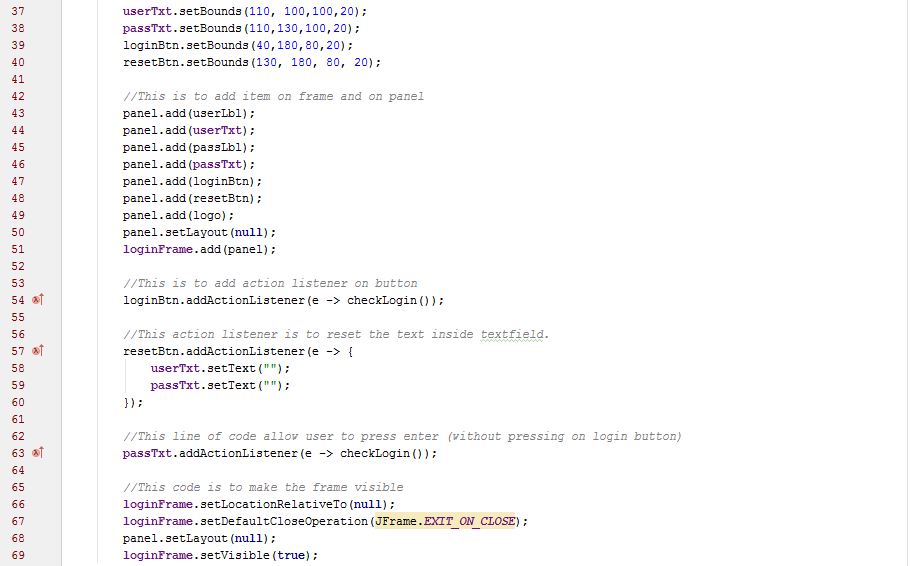 37 userTxt.setBounds(110, 100,100,20);
38 passTxt.setBounds(110,130,100,20);
39 loginBtn.setBounds(40,180,80,20);
40 resetBtn.setBounds(130, 180, 80, 20);
41
42 //This is to add item on frame and on panel
43 panel.add(userLbl);
44 panel.add(userTxt);
45 panel.add(passLbl);
46 panel.add(passTxt);
47 panel.add(loginBtn);
48 panel.add(resetBtn);
49 panel.add(logo);
50 panel.setLayout(null);
51 loginFrame.add(panel);
52
53 //This is to add action listener on button
54 loginBtn.addActionListener(e -> checkLogin());
55
56 //This action listener is to reset the text inside textfield.
57 resetBtn.addActionListener(e -> {
58 userTxt.setText("");
59 passTxt.setText("");
60 });
61
62 //This line of code allow user to press enter (without pressing on login button)
63 passTxt.addActionListener(e -> checkLogin());
64
65 //This code is to make the frame visible
66 loginFrame.setLocationRelativeTo(null);
67 loginFrame.setDefaultCloseOperation(JFrame.EXIT_ON_CLOSE);
68 panel.setLayout(null);
69 loginFrame.setVisible(true);